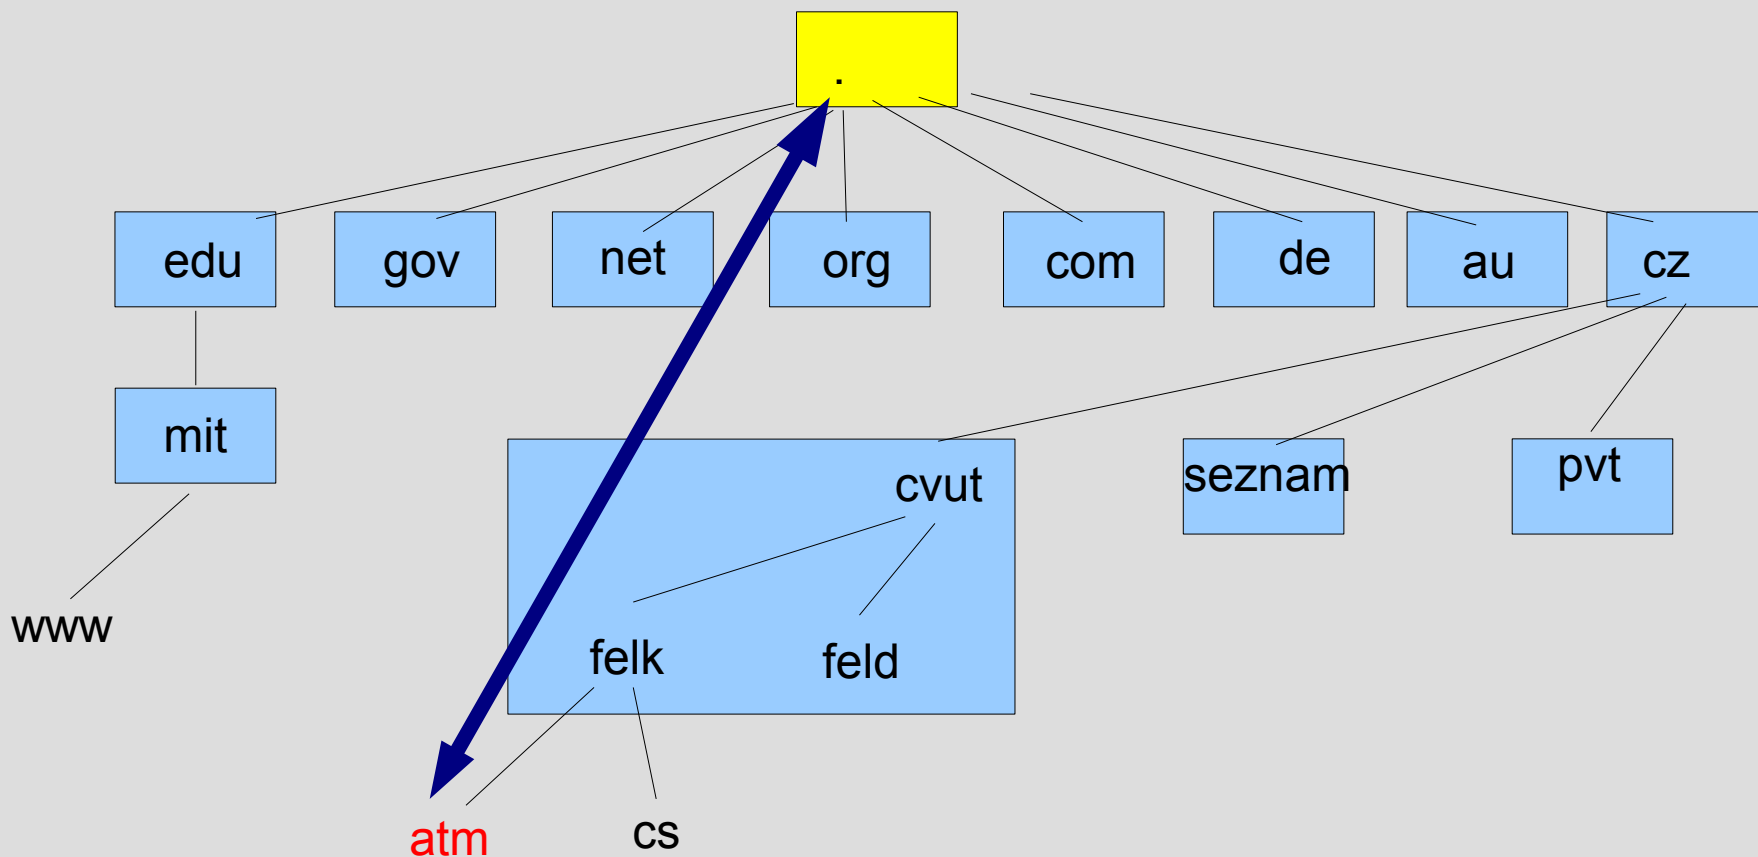 .
edu gov net org com de au cz
mit
cvut seznam pvt
www
felk feld
atm cs